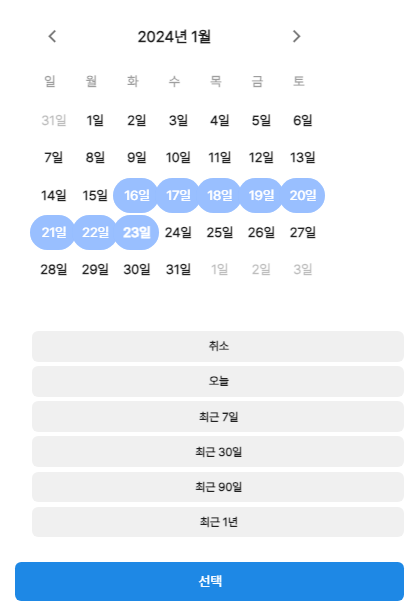 2024년 1월
일 월 화 수 목 금 토
31일 1일 2일 3일 4일 5일 6일
7일 8일 9일 10일 11일 12일 13일
14일 15일 16일 17일 18일 19일 20일
21일 22일 23일 24일 25일 26일 27일
28일 29일 30일 31일 1일 2일 3일
취소
오늘
최근 7일
최근 30일
최근 90일
최근 1년
선택